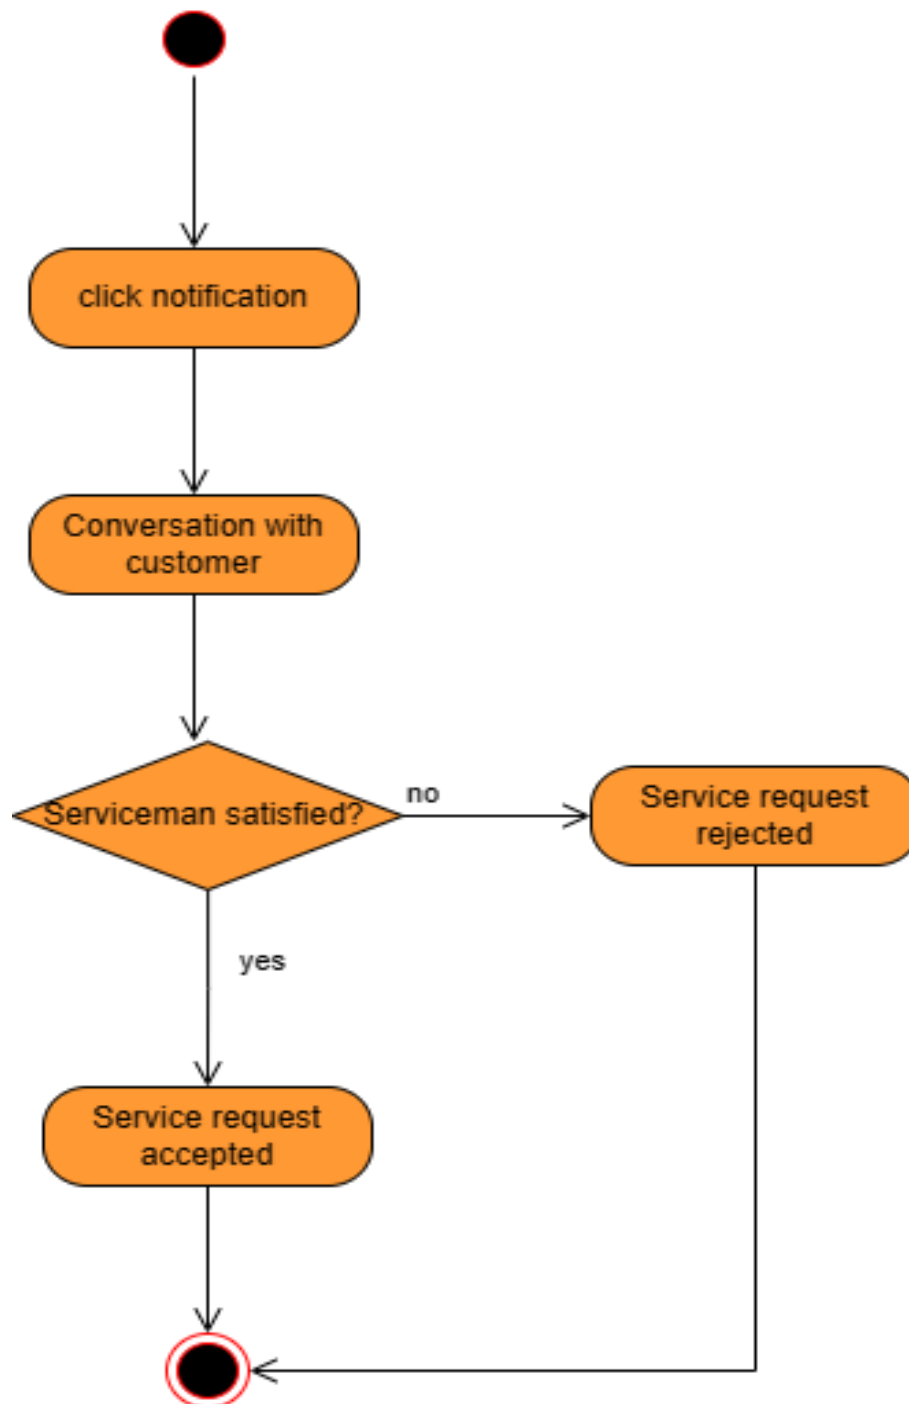 click notification
Conversation with
customer
Serviceman satisfied?
no
Service request
rejected
yes
Service request
accepted